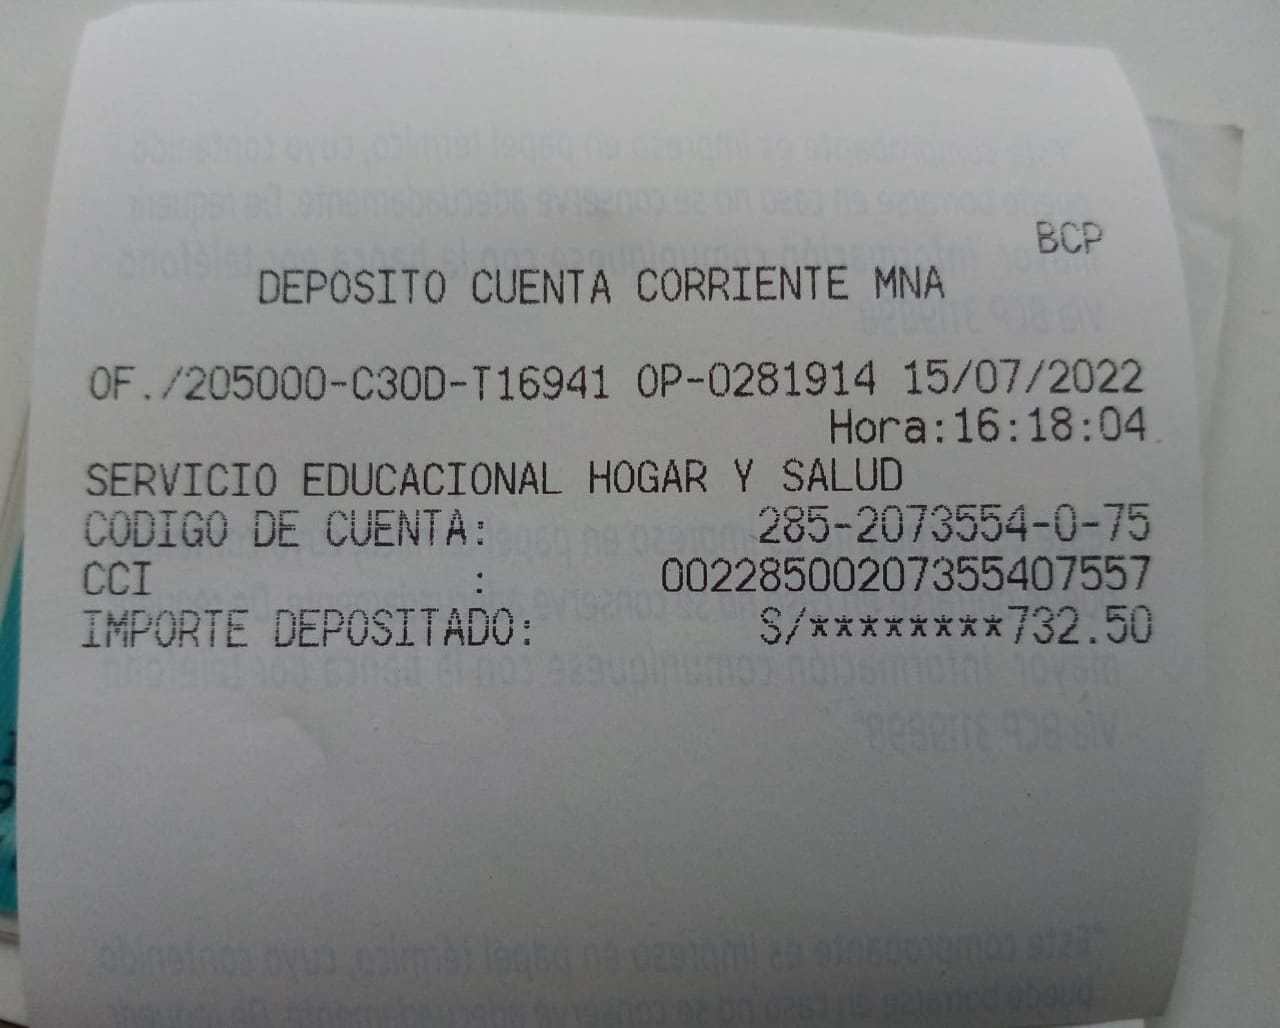 BCP
DEPOSITO CUENTA CORRIENTE MNA
OF./205000-C30D-T16941 OP-0281914 15/07/2022
Hora:16:18:04
SERVICIO EDUCACIONAL HOGAR Y SALUD
CODIGO DE CUENTA: 285-2073554-0-75
CCI : 00228500207355407557
IMPORTE DEPOSITADO: S/********732.50